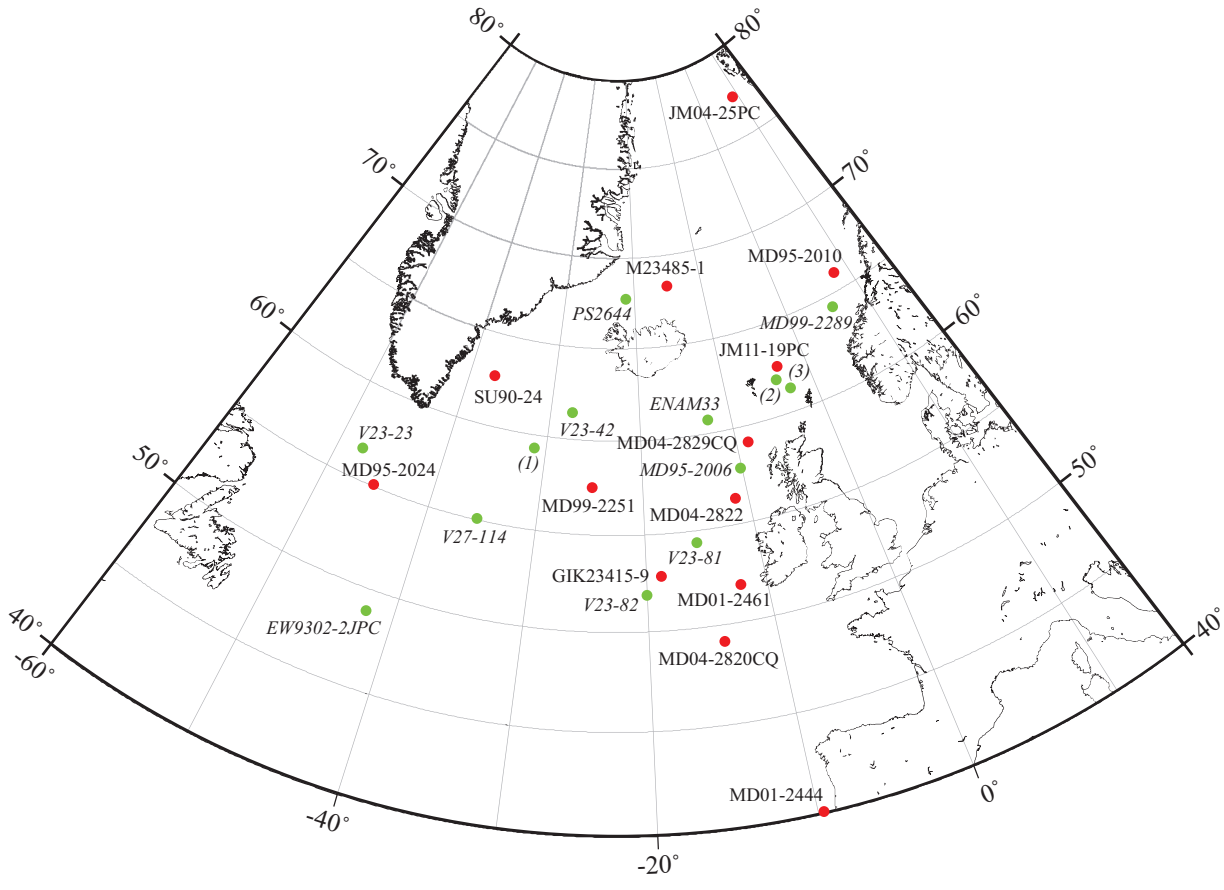 80°
80°
JM04-25PC
70°
70°
M23485-1
MD95-2010
PS2644
MD99-2289
60°
60°
JM11-19PC
(3)
(2)
SU90-24
ENAM33
V23-42
V23-23
MD04-2829CQ
(1)
50°
50°
MD95-2024
MD95-2006
MD99-2251
MD04-2822
V27-114
V23-81
GIK23415-9
V23-82
MD01-2461
EW9302-2JPC
40°
40°
-60°
MD04-2820CQ
MD01-2444
0°
-40°
-20°